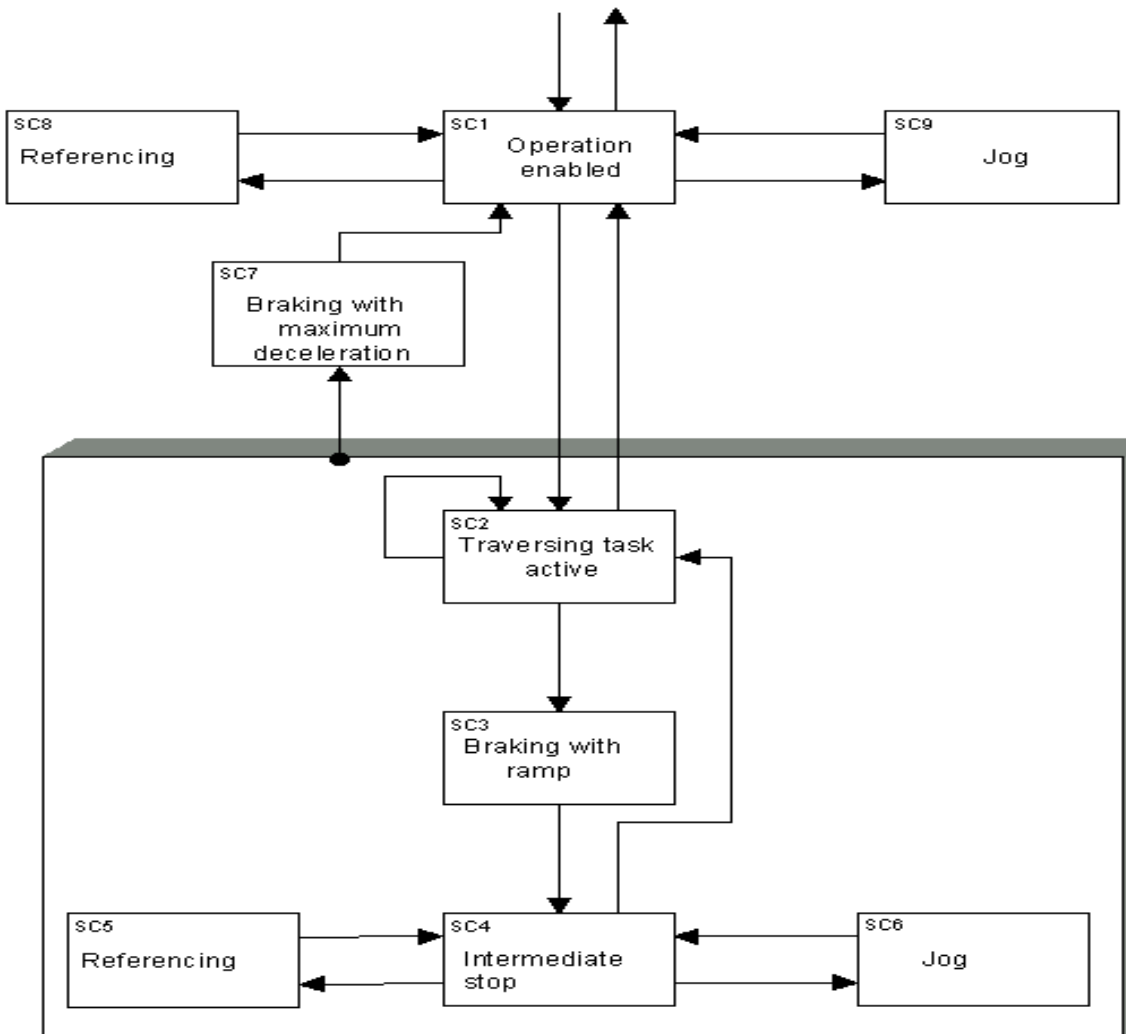 SC8
Referencing
SC1
Operation
enabled
SC9
Jog
SC7
Braking with
maximum
deceleration
SC2
Traversing task
active
SC3
Braking with
ramp
SC5
Referencing
SC4
Intermediate
stop
SC6
Jog